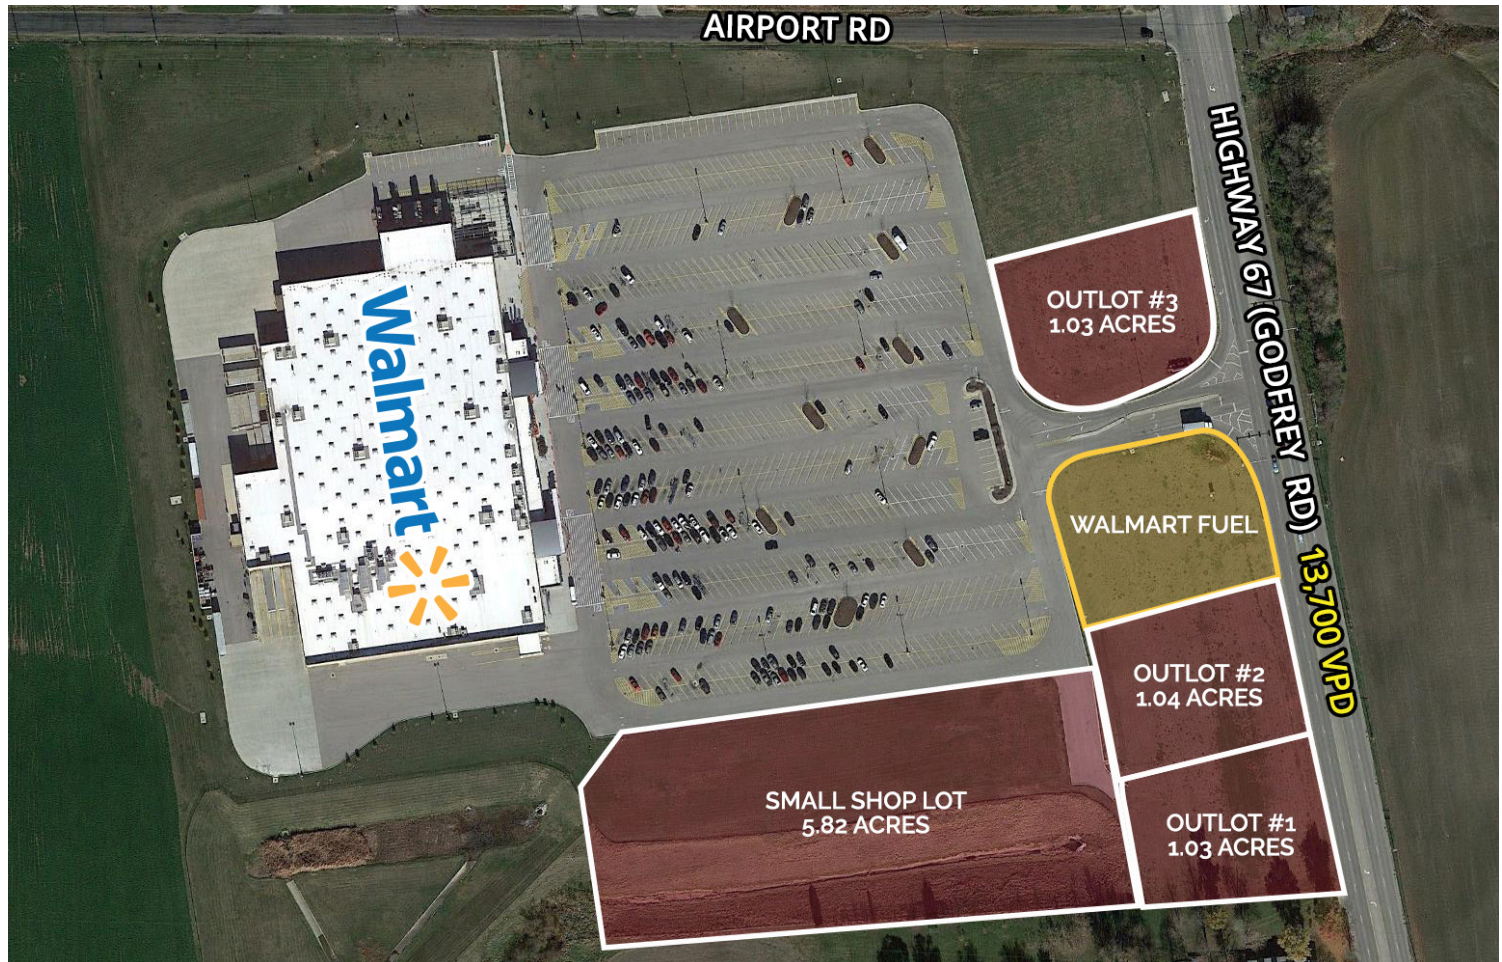 AIRPORT RD
HIGHWAY 67 (GODFREY RD) 13,700 VPD
Walmart
OUTLOT #3
1.03 ACRES
WALMART FUEL
OUTLOT #2
1.04 ACRES
SMALL SHOP LOT
5.82 ACRES
OUTLOT #1
1.03 ACRES